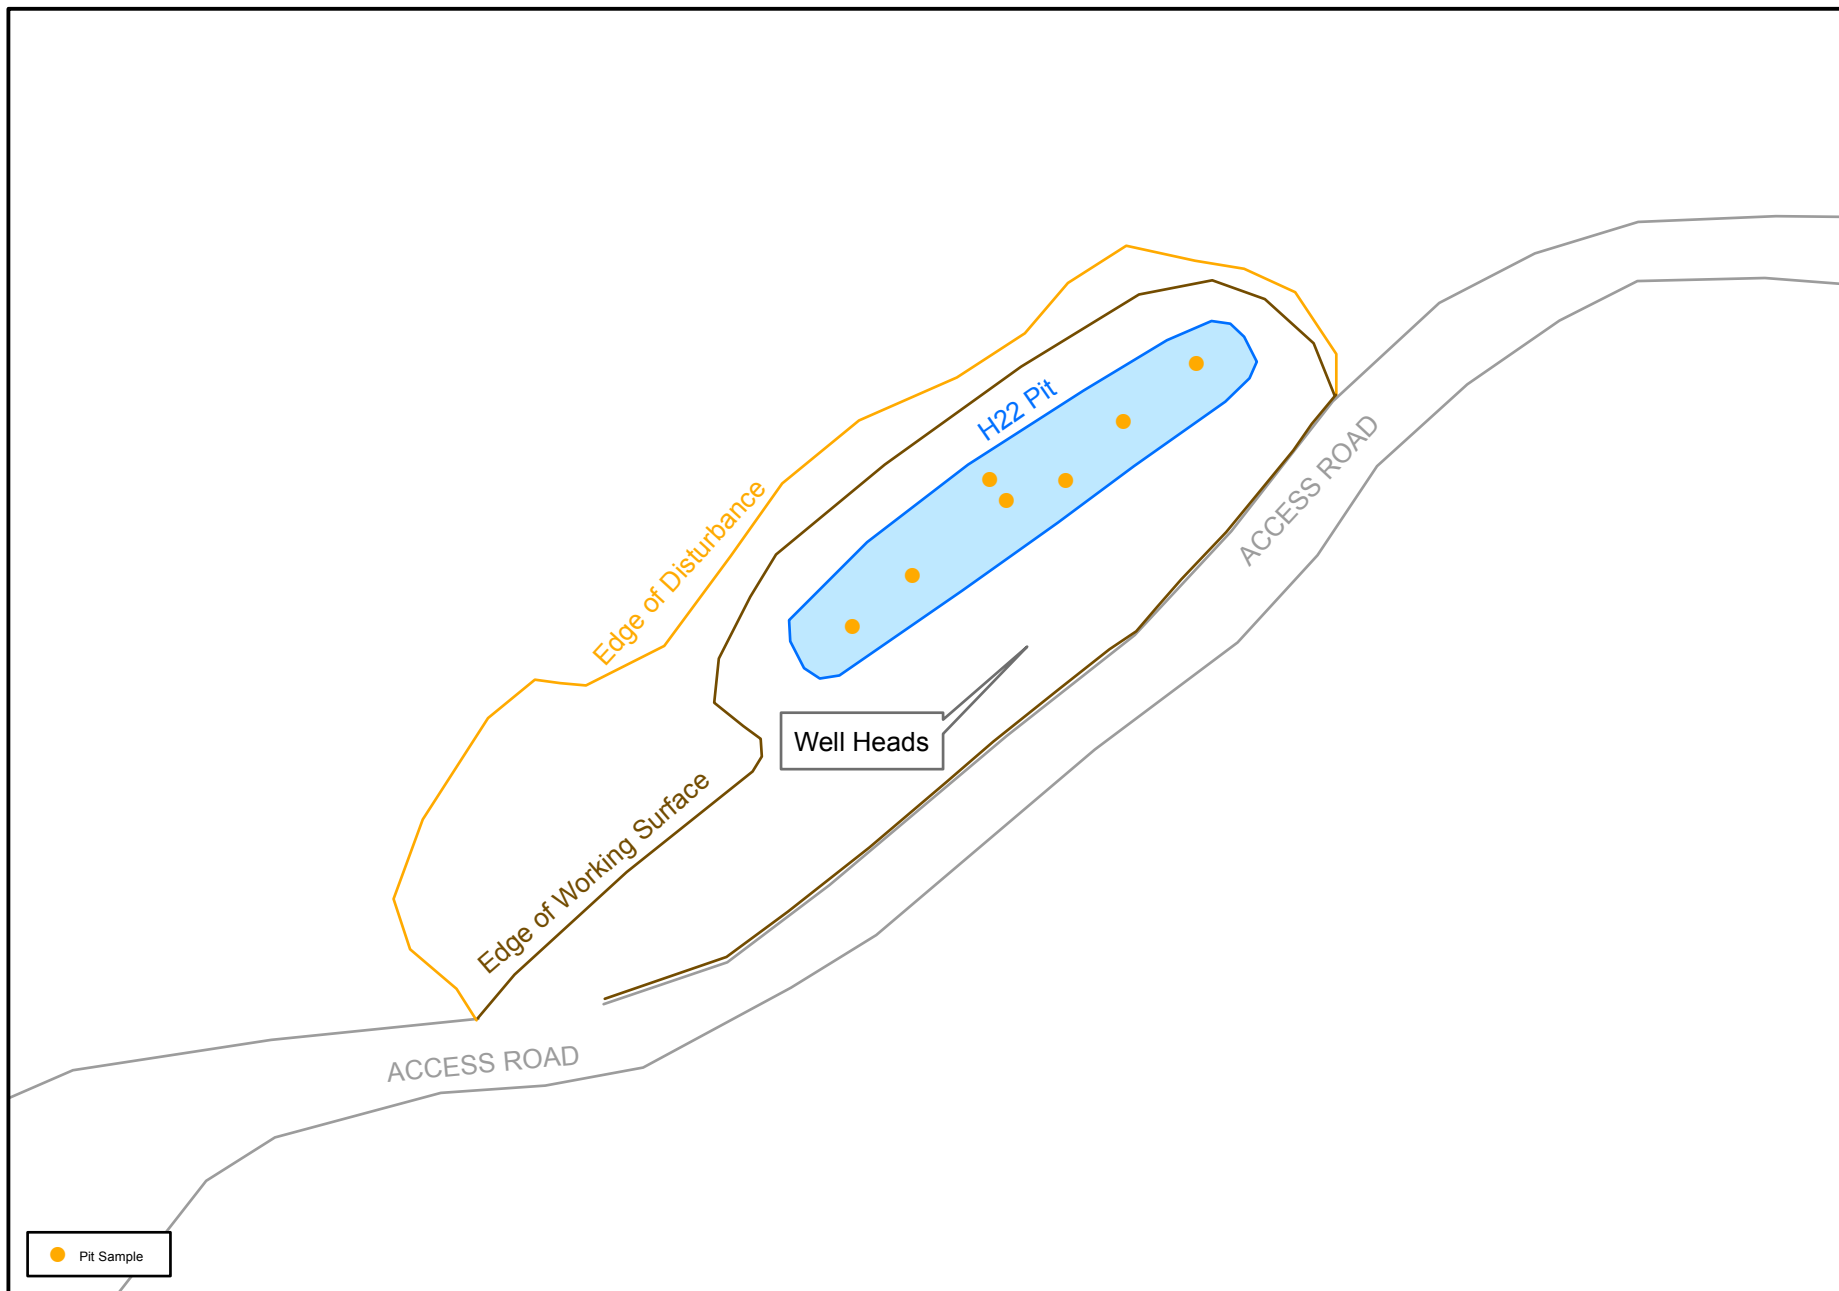 H22 Pit
ACCESS ROAD
Edge of Disturbance
Well Heads
Edge of Working Surface
ACCESS ROAD
Pit Sample